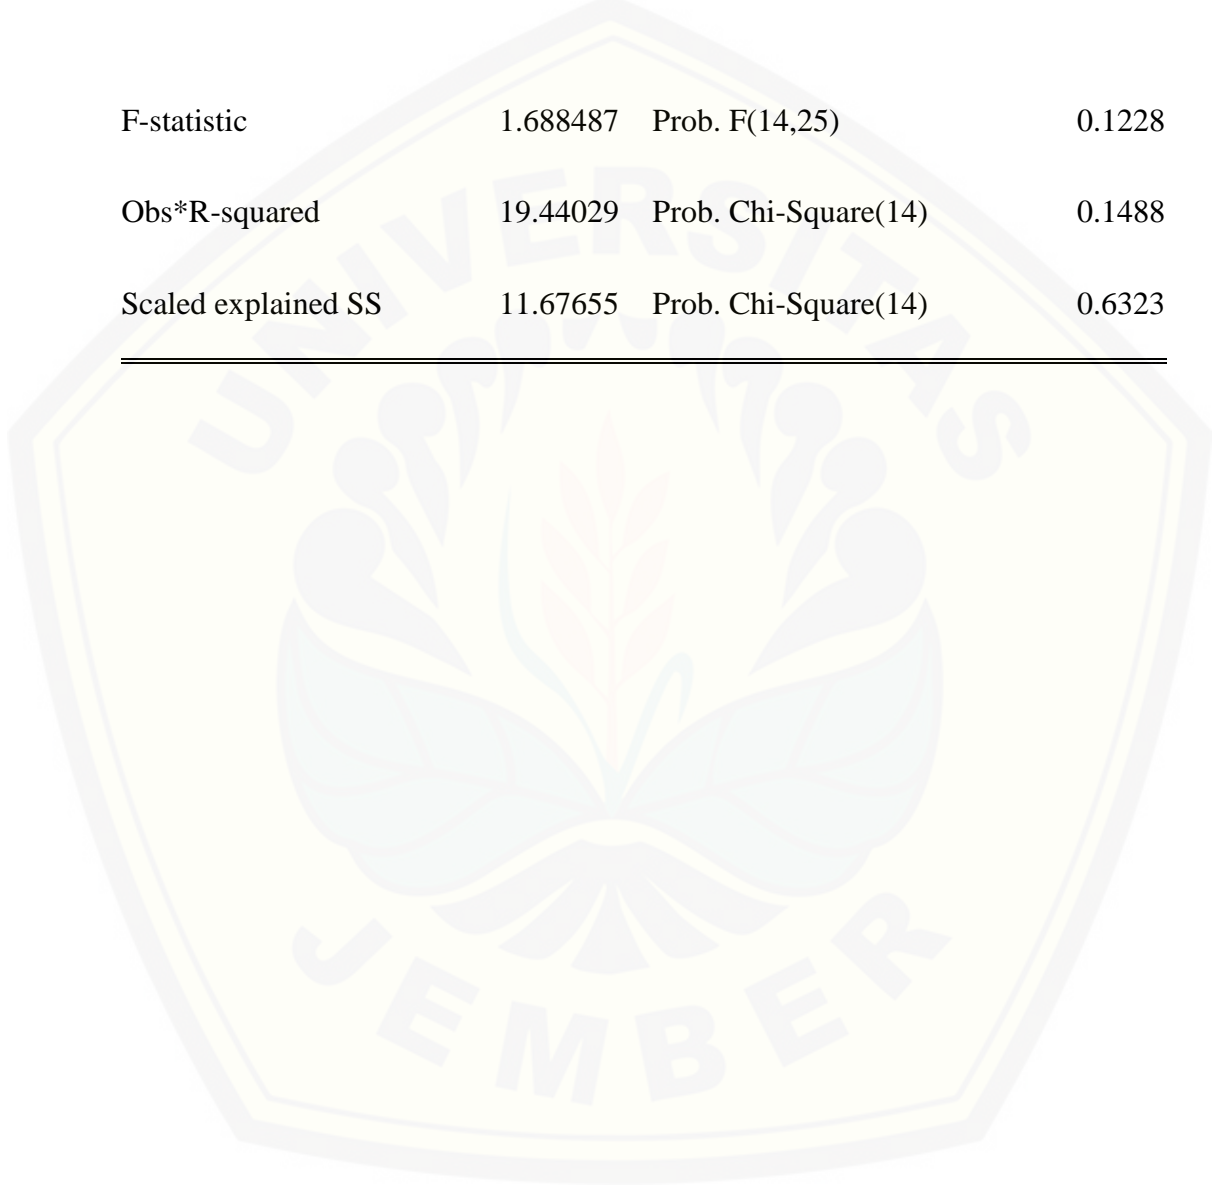 F-statistic 1.688487 Prob. F(14,25) 0.1228
Obs*R-squared 19.44029 Prob. Chi-Square(14) 0.1488
Scaled explained SS 11.67655 Prob. Chi-Square(14) 0.6323
UNIVERSITAS
JEMBER